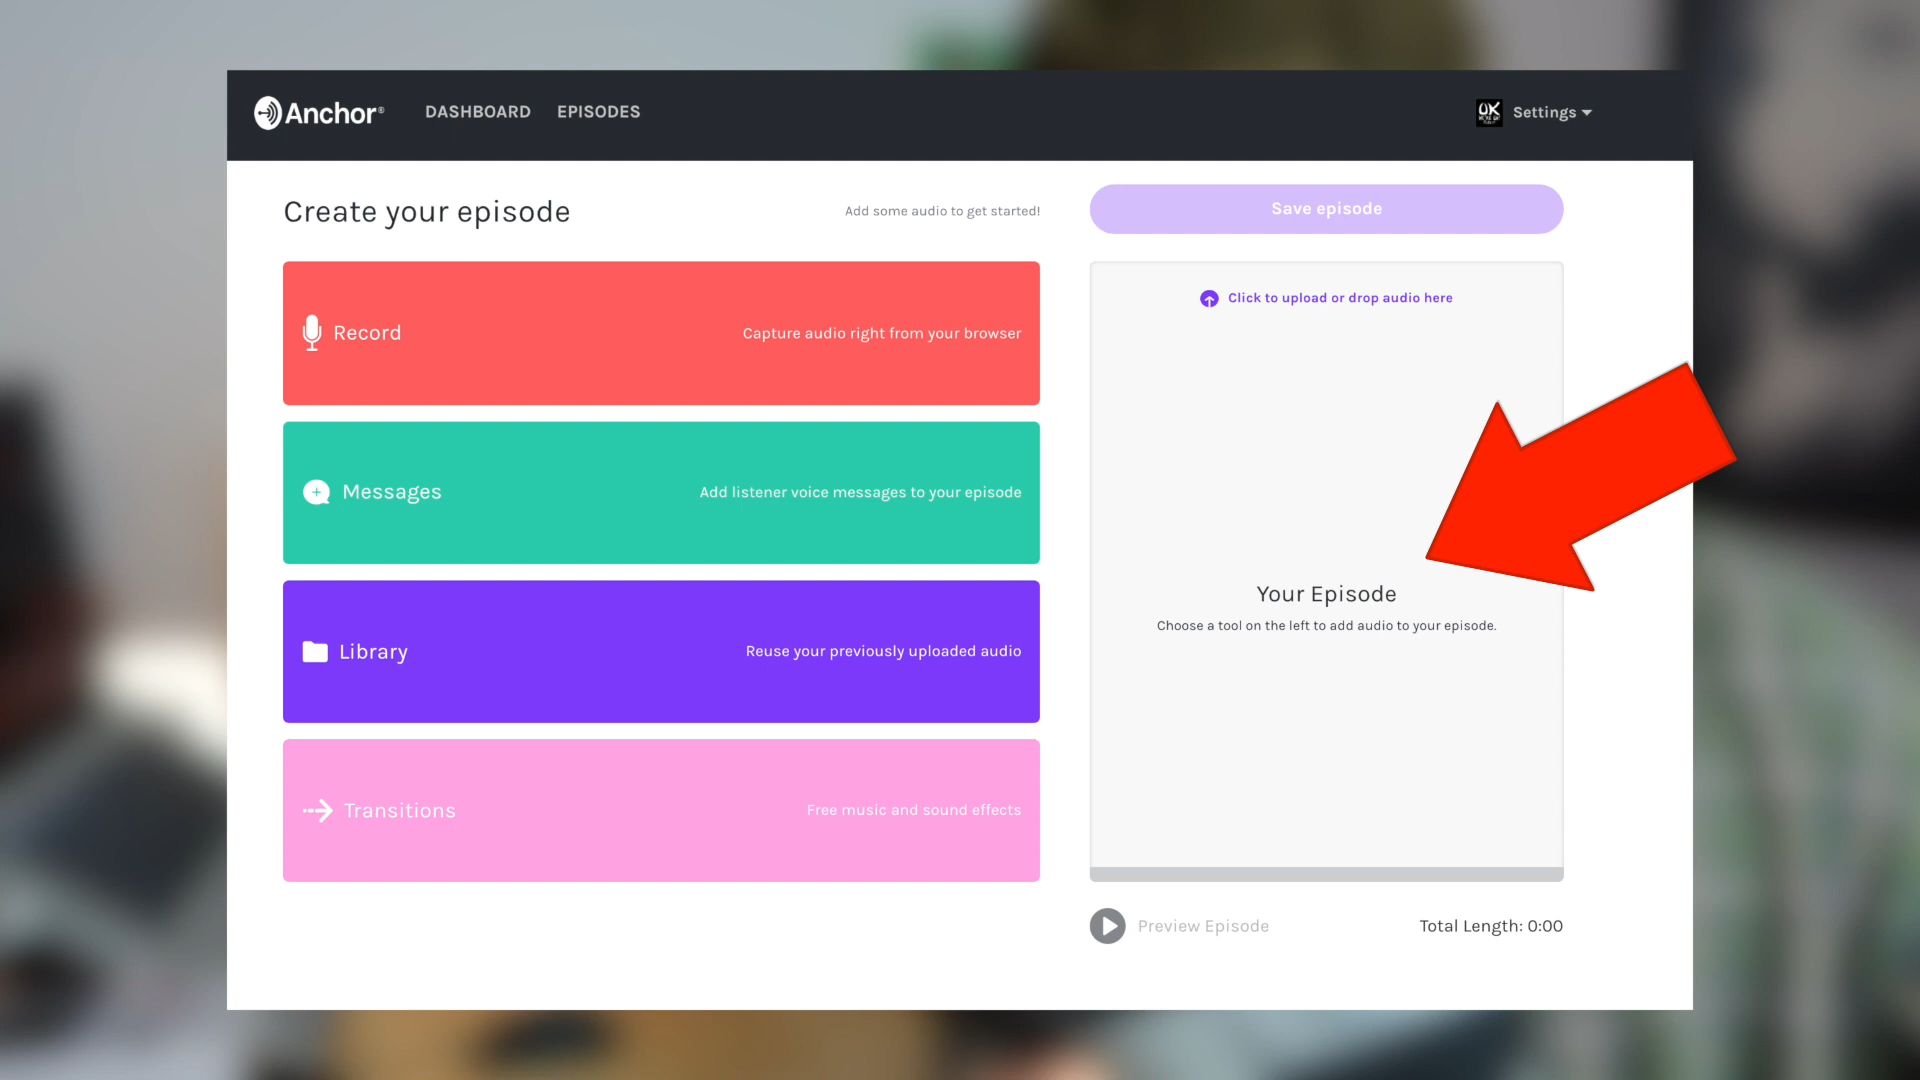 Anchor®
DASHBOARD
EPISODES
Settings
Create your episode
Add some audio to get started!
Save episode
Click to upload or drop audio here
Record
Capture audio right from your browser
Messages
Add listener voice messages to your episode
Library
Reuse your previously uploaded audio
Transitions
Free music and sound effects
Your Episode
Choose a tool on the left to add audio to your episode.
Preview Episode
Total Length: 0:00